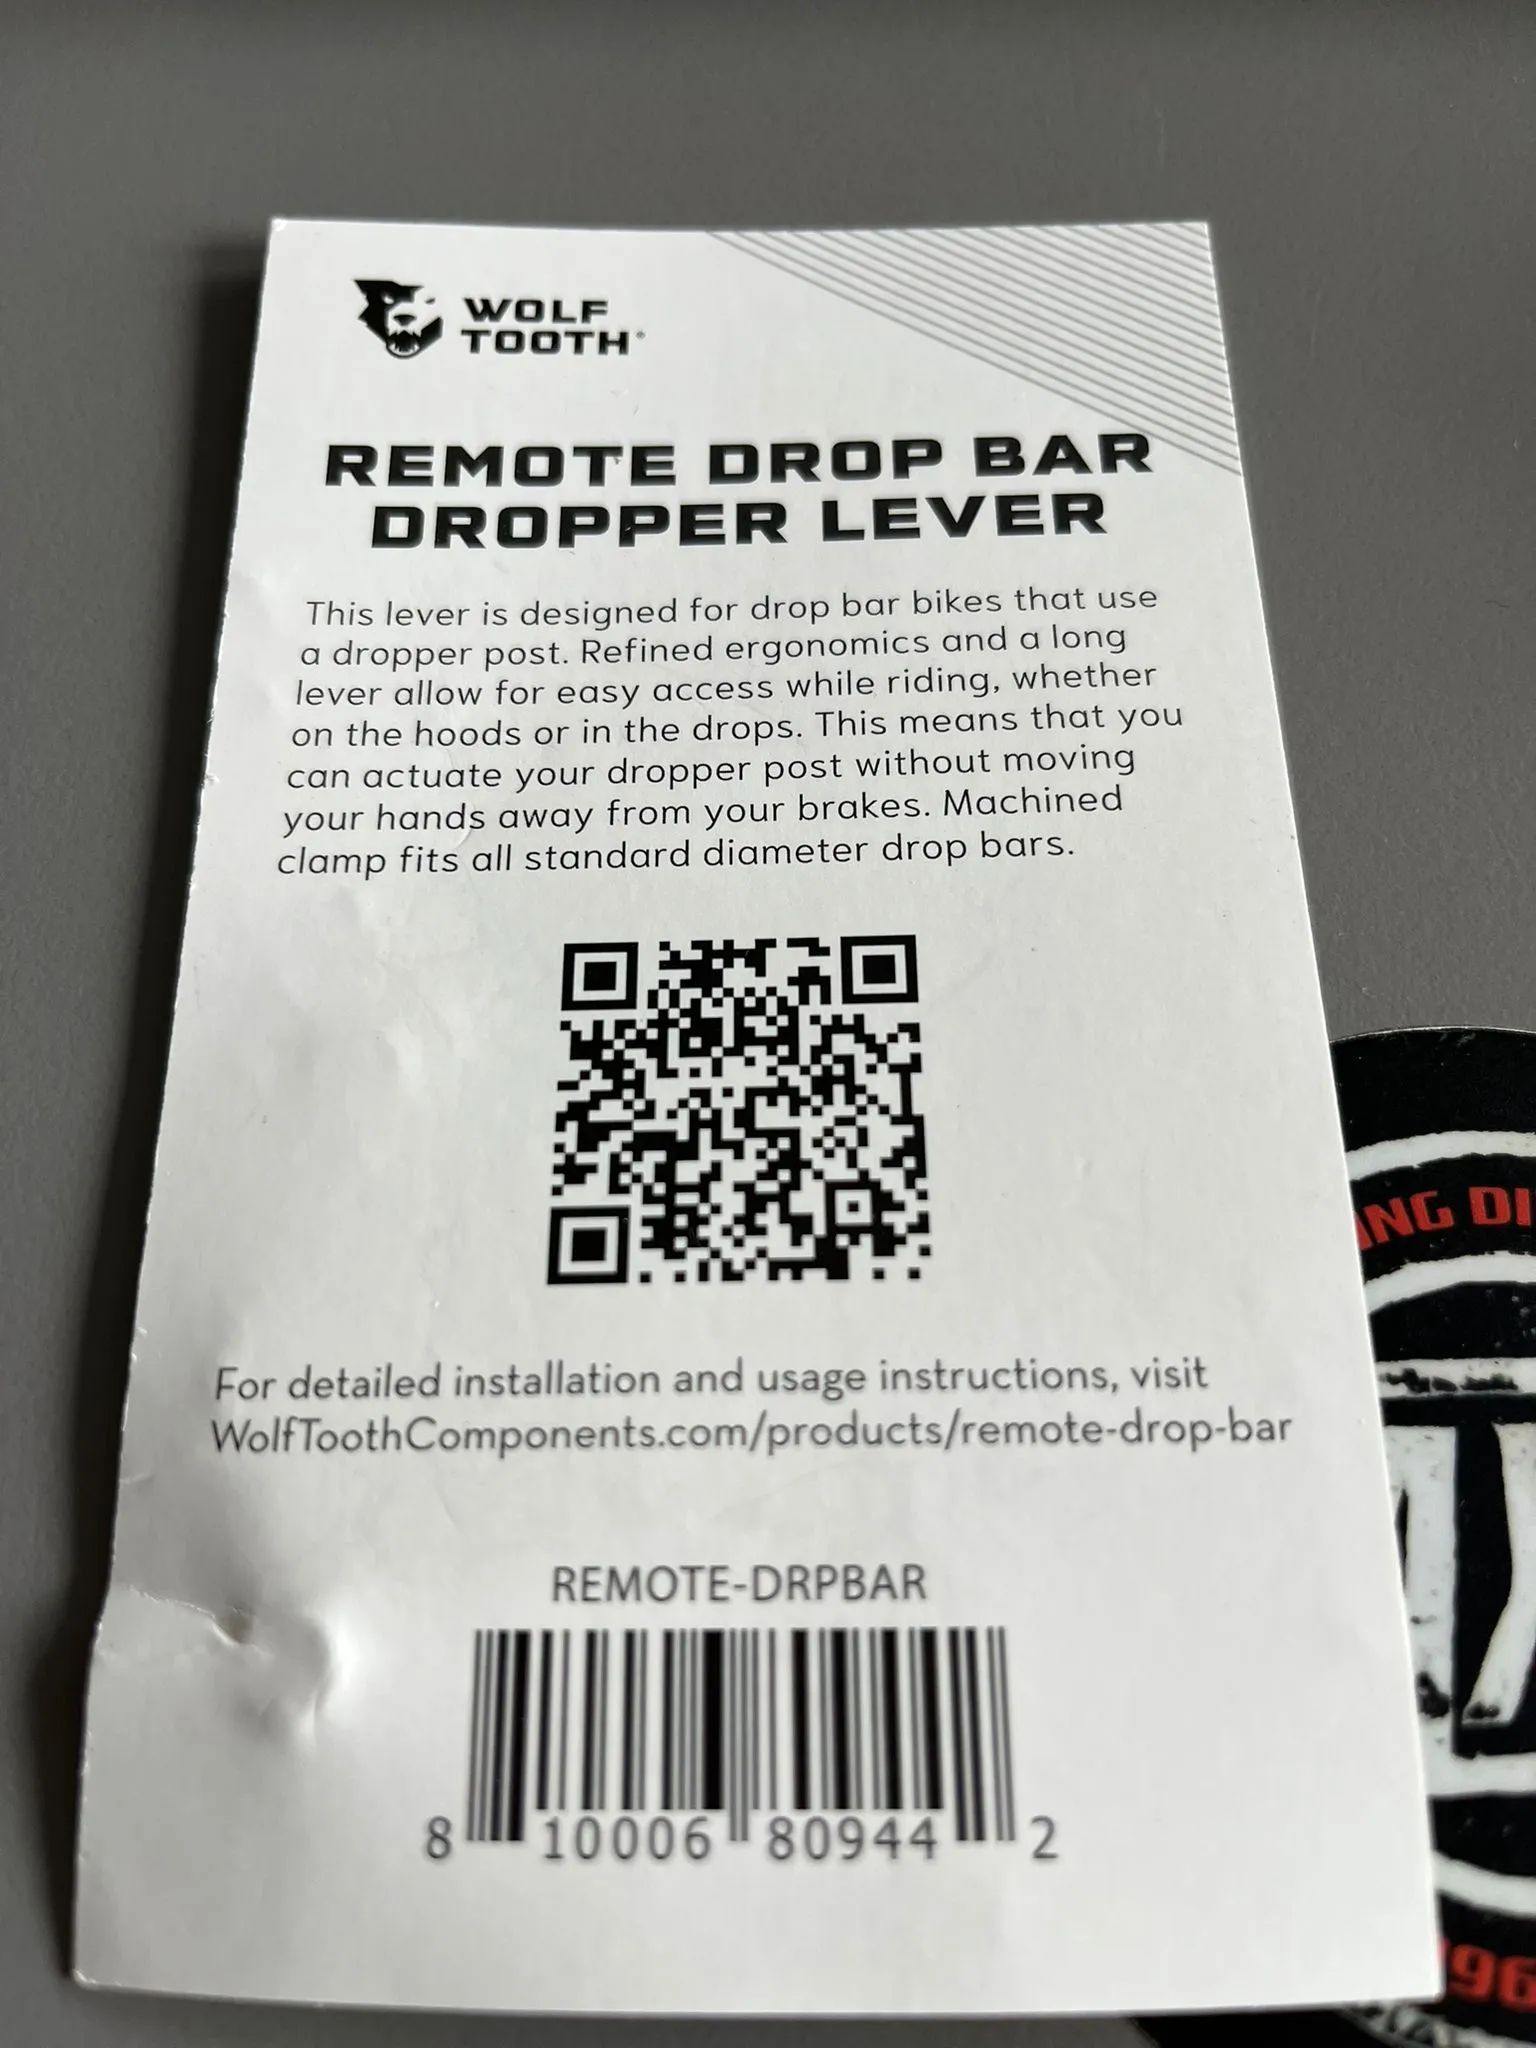 WOLF
TOOTH®
REMOTE DROP BAR
DROPPER LEVER
This lever is designed for drop bar bikes that use
a dropper post. Refined ergonomics and a long
lever allow for easy access while riding, whether
on the hoods or in the drops. This means that you
can actuate your dropper post without moving
your hands away from your brakes. Machined
clamp fits all standard diameter drop bars.
For detailed installation and usage instructions, visit
WolfToothComponents.com/products/remote-drop-bar
REMOTE-DRPBAR
8 10006 80944 2